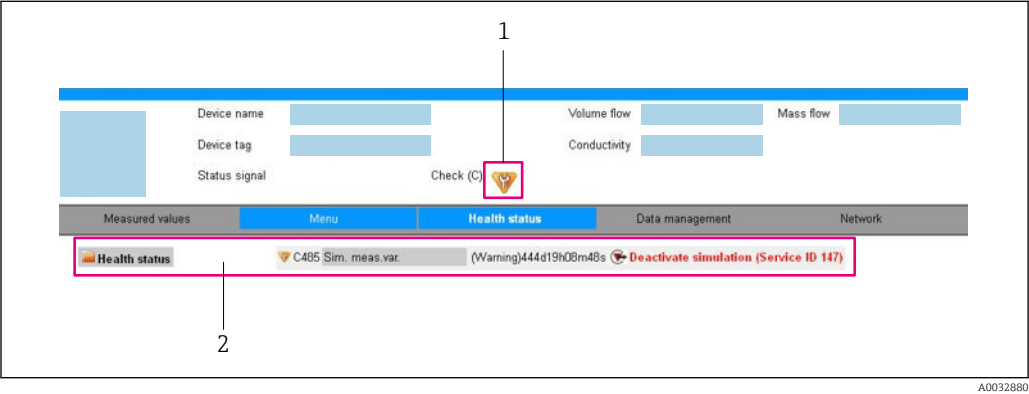 1
Device name
Volume flow
Mass flow
Device tag
Conductivity
Status signal
Check (C)
Measured values
Menu
Health status
Data management
Network
Health status
C485 Sim. meas.var.
(Warning)444d19h08m48s
Deactivate simulation (Service ID 147)
2
A0032880